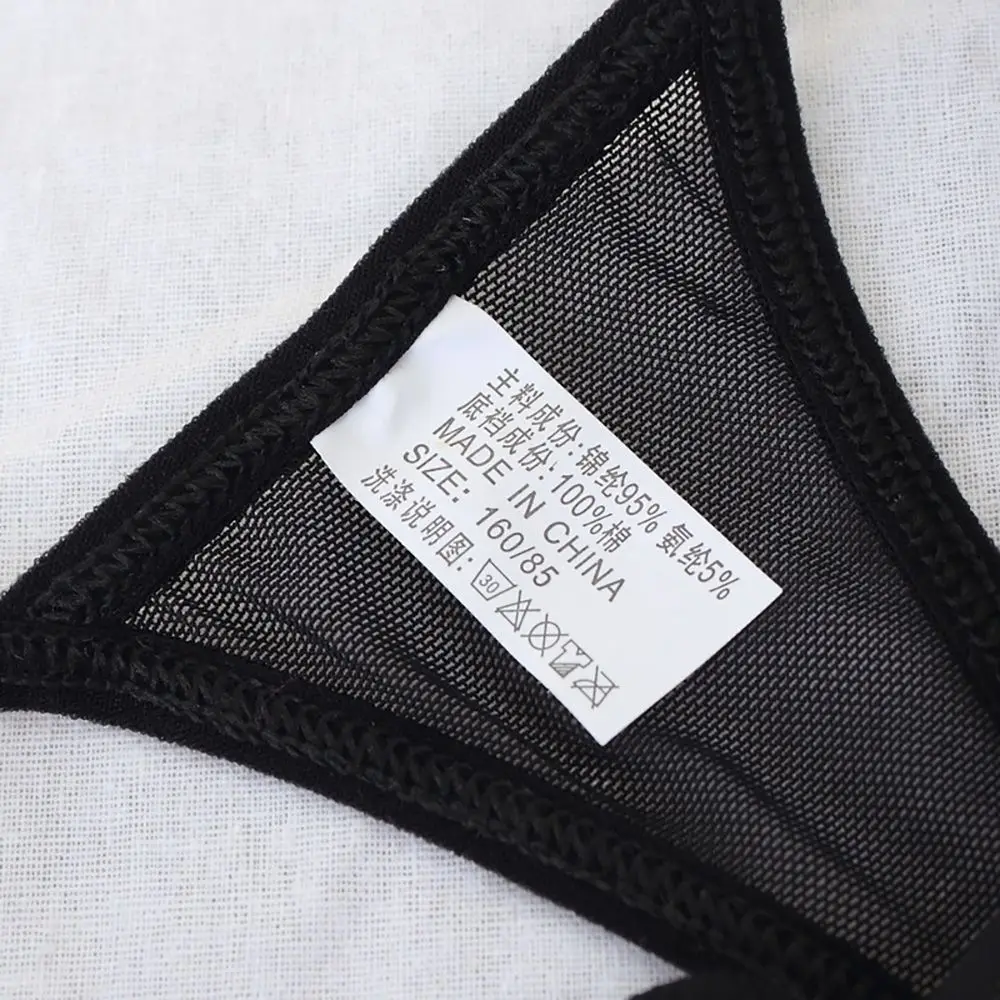 主料成份:锦纶95% 氨纶5%
底裆成份:100%棉
MADE IN CHINA
SIZE: 160/85
洗涤说明图: 30